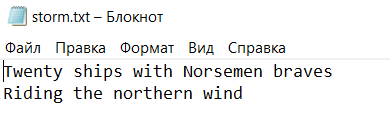 storm.txt – Блокнот
Файл Правка Формат Вид Справка
Twenty ships with Norsemen braves
Riding the northern wind